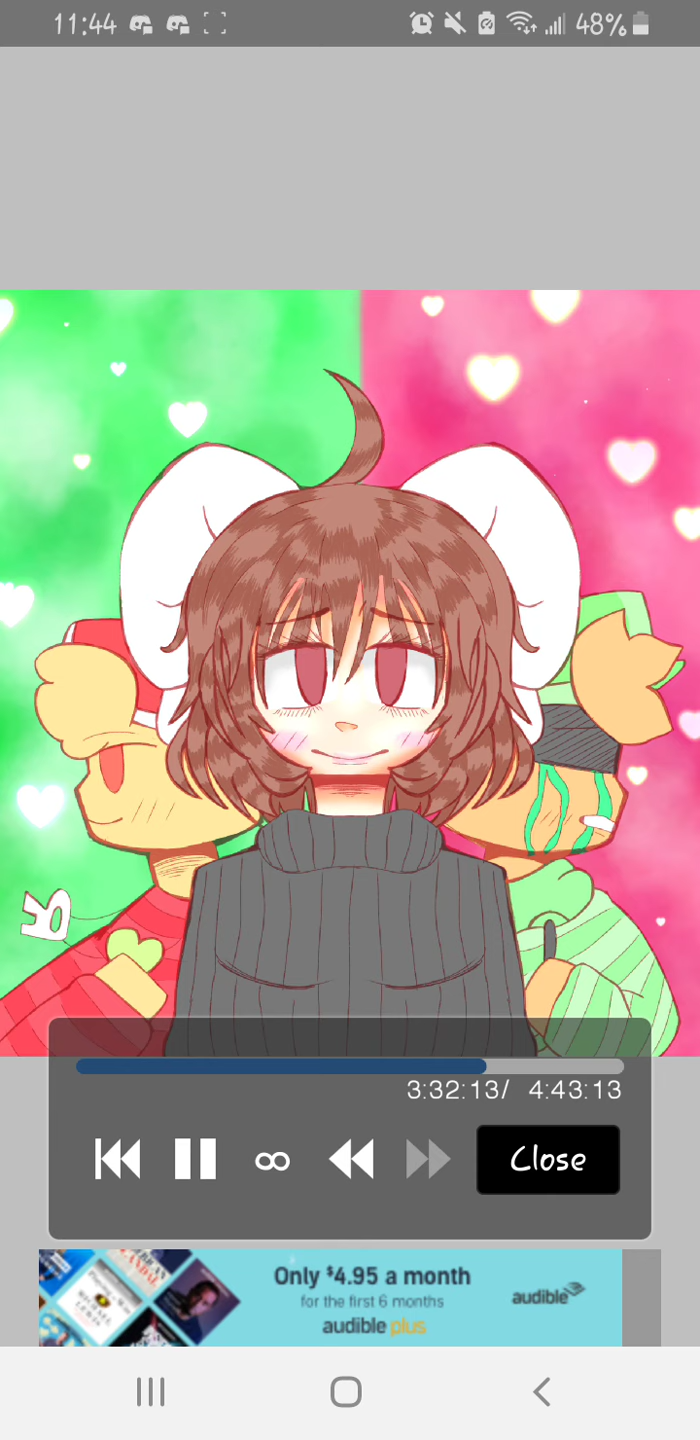 11:44
48%
3:32:13/ 4:43:13
Close
Only $4.95 a month
for the first 6 months
audible plus
audible